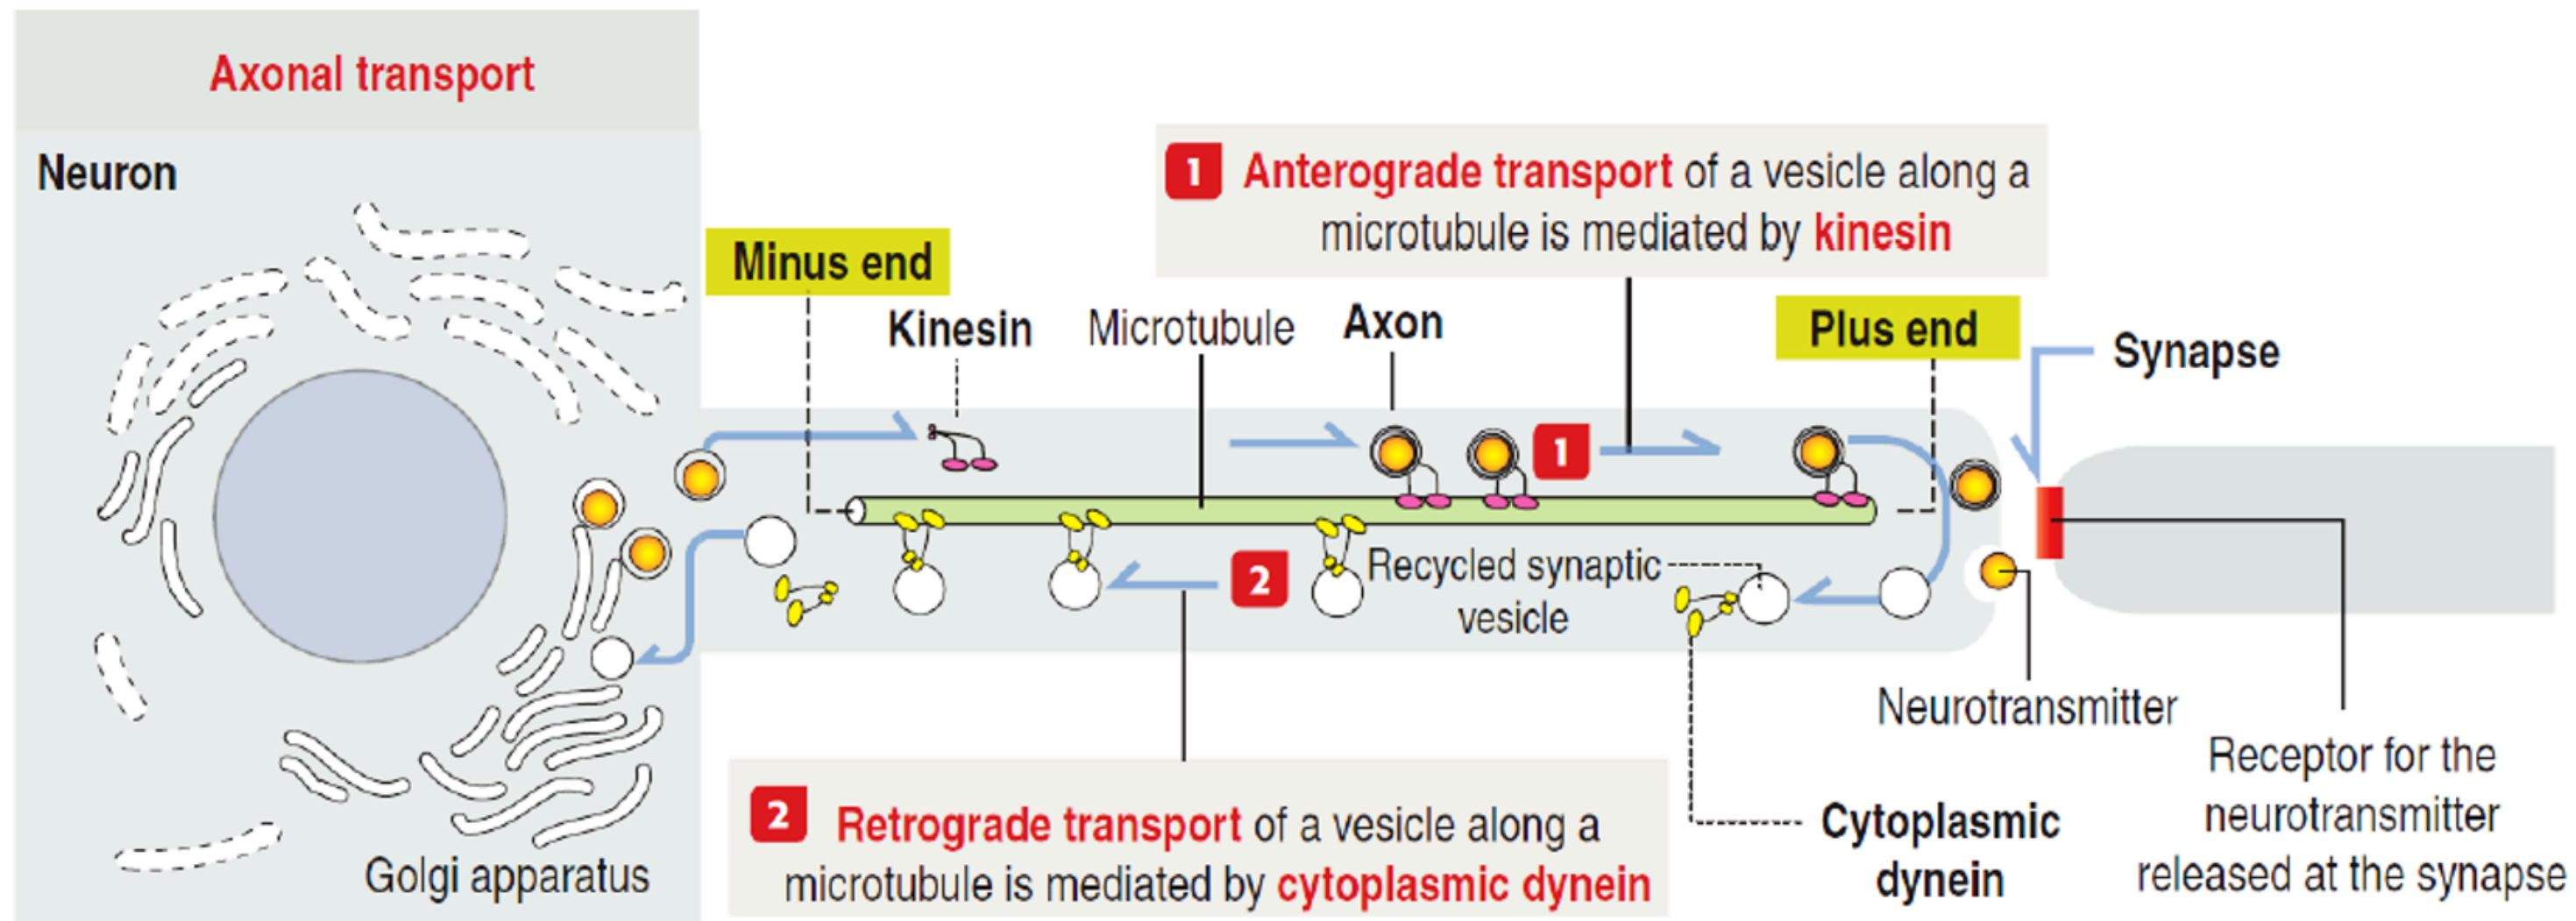 Axonal transport
Neuron
1 Anterograde transport of a vesicle along a
microtubule is mediated by kinesin
Minus end
Kinesin
Microtubule
Axon
Plus end
Synapse
1
2
Recycled synaptic
vesicle
Neurotransmitter
Receptor for the
neurotransmitter
released at the synapse
Cytoplasmic
dynein
2 Retrograde transport of a vesicle along a
microtubule is mediated by cytoplasmic dynein
Golgi apparatus